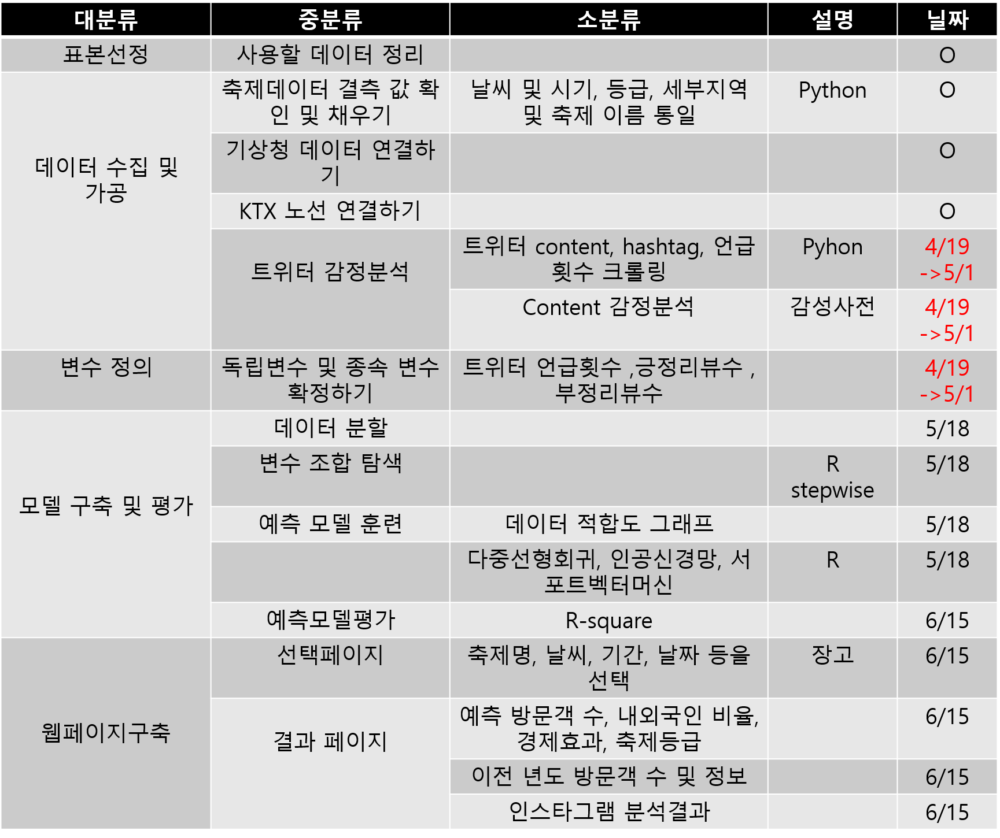 대분류 중분류 소분류 설명 닐짜
표본선정 사용할 데이터 정리 O
데이터 수집 및
가공
축제데이터 결측 값 확
인 및 채우기
날씨 및 시기, 등급, 세부지역
및 축제 이름 통일
Python
O
기상청 데이터 연결하
기
O
KTX 노선 연결하기 O
트위터 감정분석
트위터 content, hashtag, 언급
횟수 크롤링
Pyhon
4/19
->5/1
Content 감정분석
감성사전
4/19
->5/1
변수 정의
독립변수 및 종속 변수
확정하기
트위터 언급횟수 ,긍정리뷰수 ,
부정리뷰수
4/19
->5/1
모델 구축 및 평가
데이터 분할 5/18
변수 조합 탐색
R
stepwise
5/18
예측 모델 훈련 데이터 적합도 그래프 5/18
다중선형회귀, 인공신경망, 서
포트벡터머신
R
5/18
예측모델평가 R-square 6/15
웹페이지구축
선택페이지
축제명, 날씨, 기간, 날짜 등을
선택
장고
6/15
결과 페이지
예측 방문객 수, 내외국인 비율,
경제효과, 축제등급
6/15
이전 년도 방문객 수 및 정보 6/15
인스타그램 분석결과 6/15